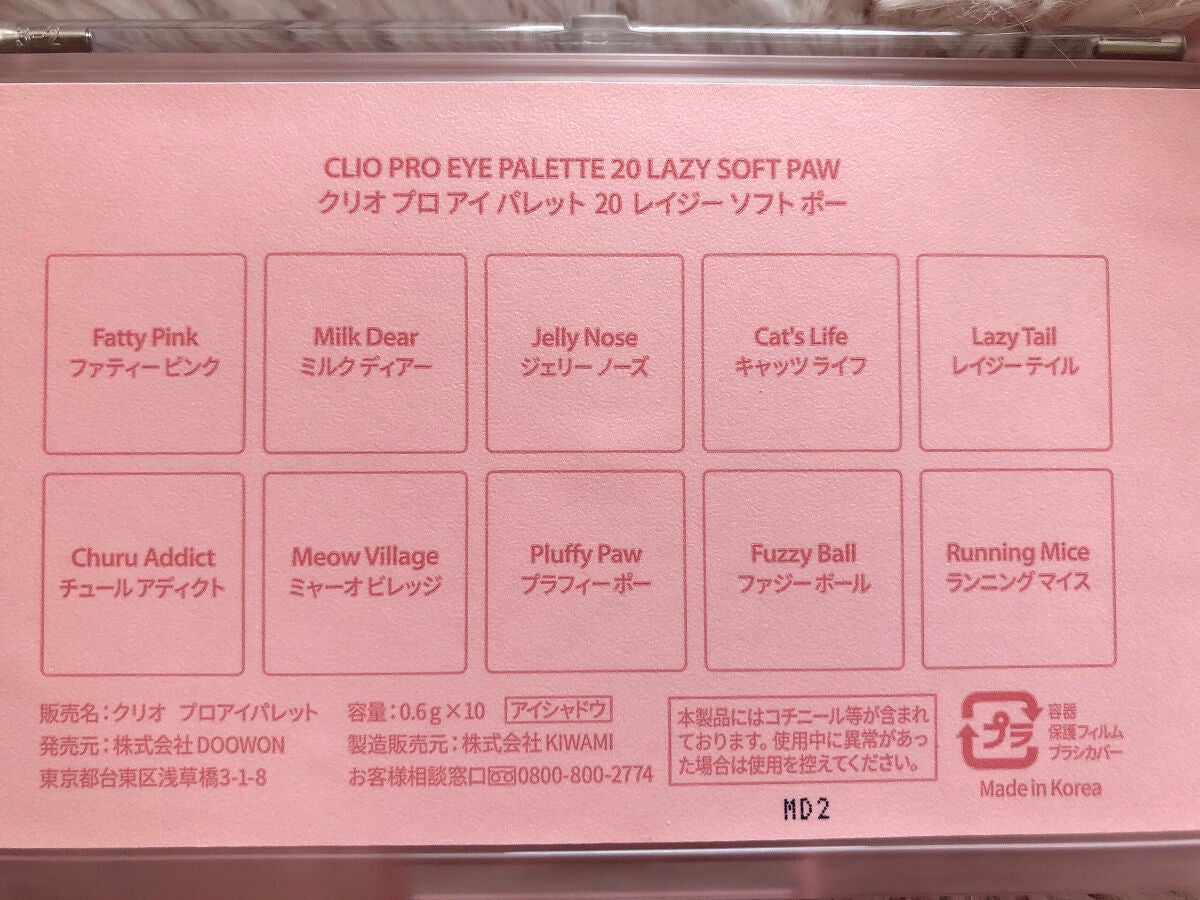 CLIO PRO EYE PALETTE 20 LAZY SOFT PAW
クリオ プロ アイ パレット 20 レイジー ソフト ポー
Fatty Pink
ファティー ピンク
Milk Dear
ミルク ディアー
Jelly Nose
ジェリー ノーズ
Cat's Life
キャッツ ライフ
Lazy Tail
レイジー テイル
Churu Addict
チュール アディクト
Meow Village
ミャーオ ビレッジ
Pluffy Paw
プラフィー ポー
Fuzzy Ball
ファジー ボール
Running Mice
ランニング マイス
販売名：クリオ プロアイパレット
発売元：株式会社 DOOWON
東京都台東区浅草橋3-1-8
容量：0.6g×10 アイシャドウ
製造販売元：株式会社 KIWAMI
お客様相談窓口 0800-800-2774
本製品にはコチニール等が含まれ
ております。使用中に異常があっ
た場合は使用を控えてください。
プラ
容器
保護フィルム
ブラシカバー
Made in Korea
MD2